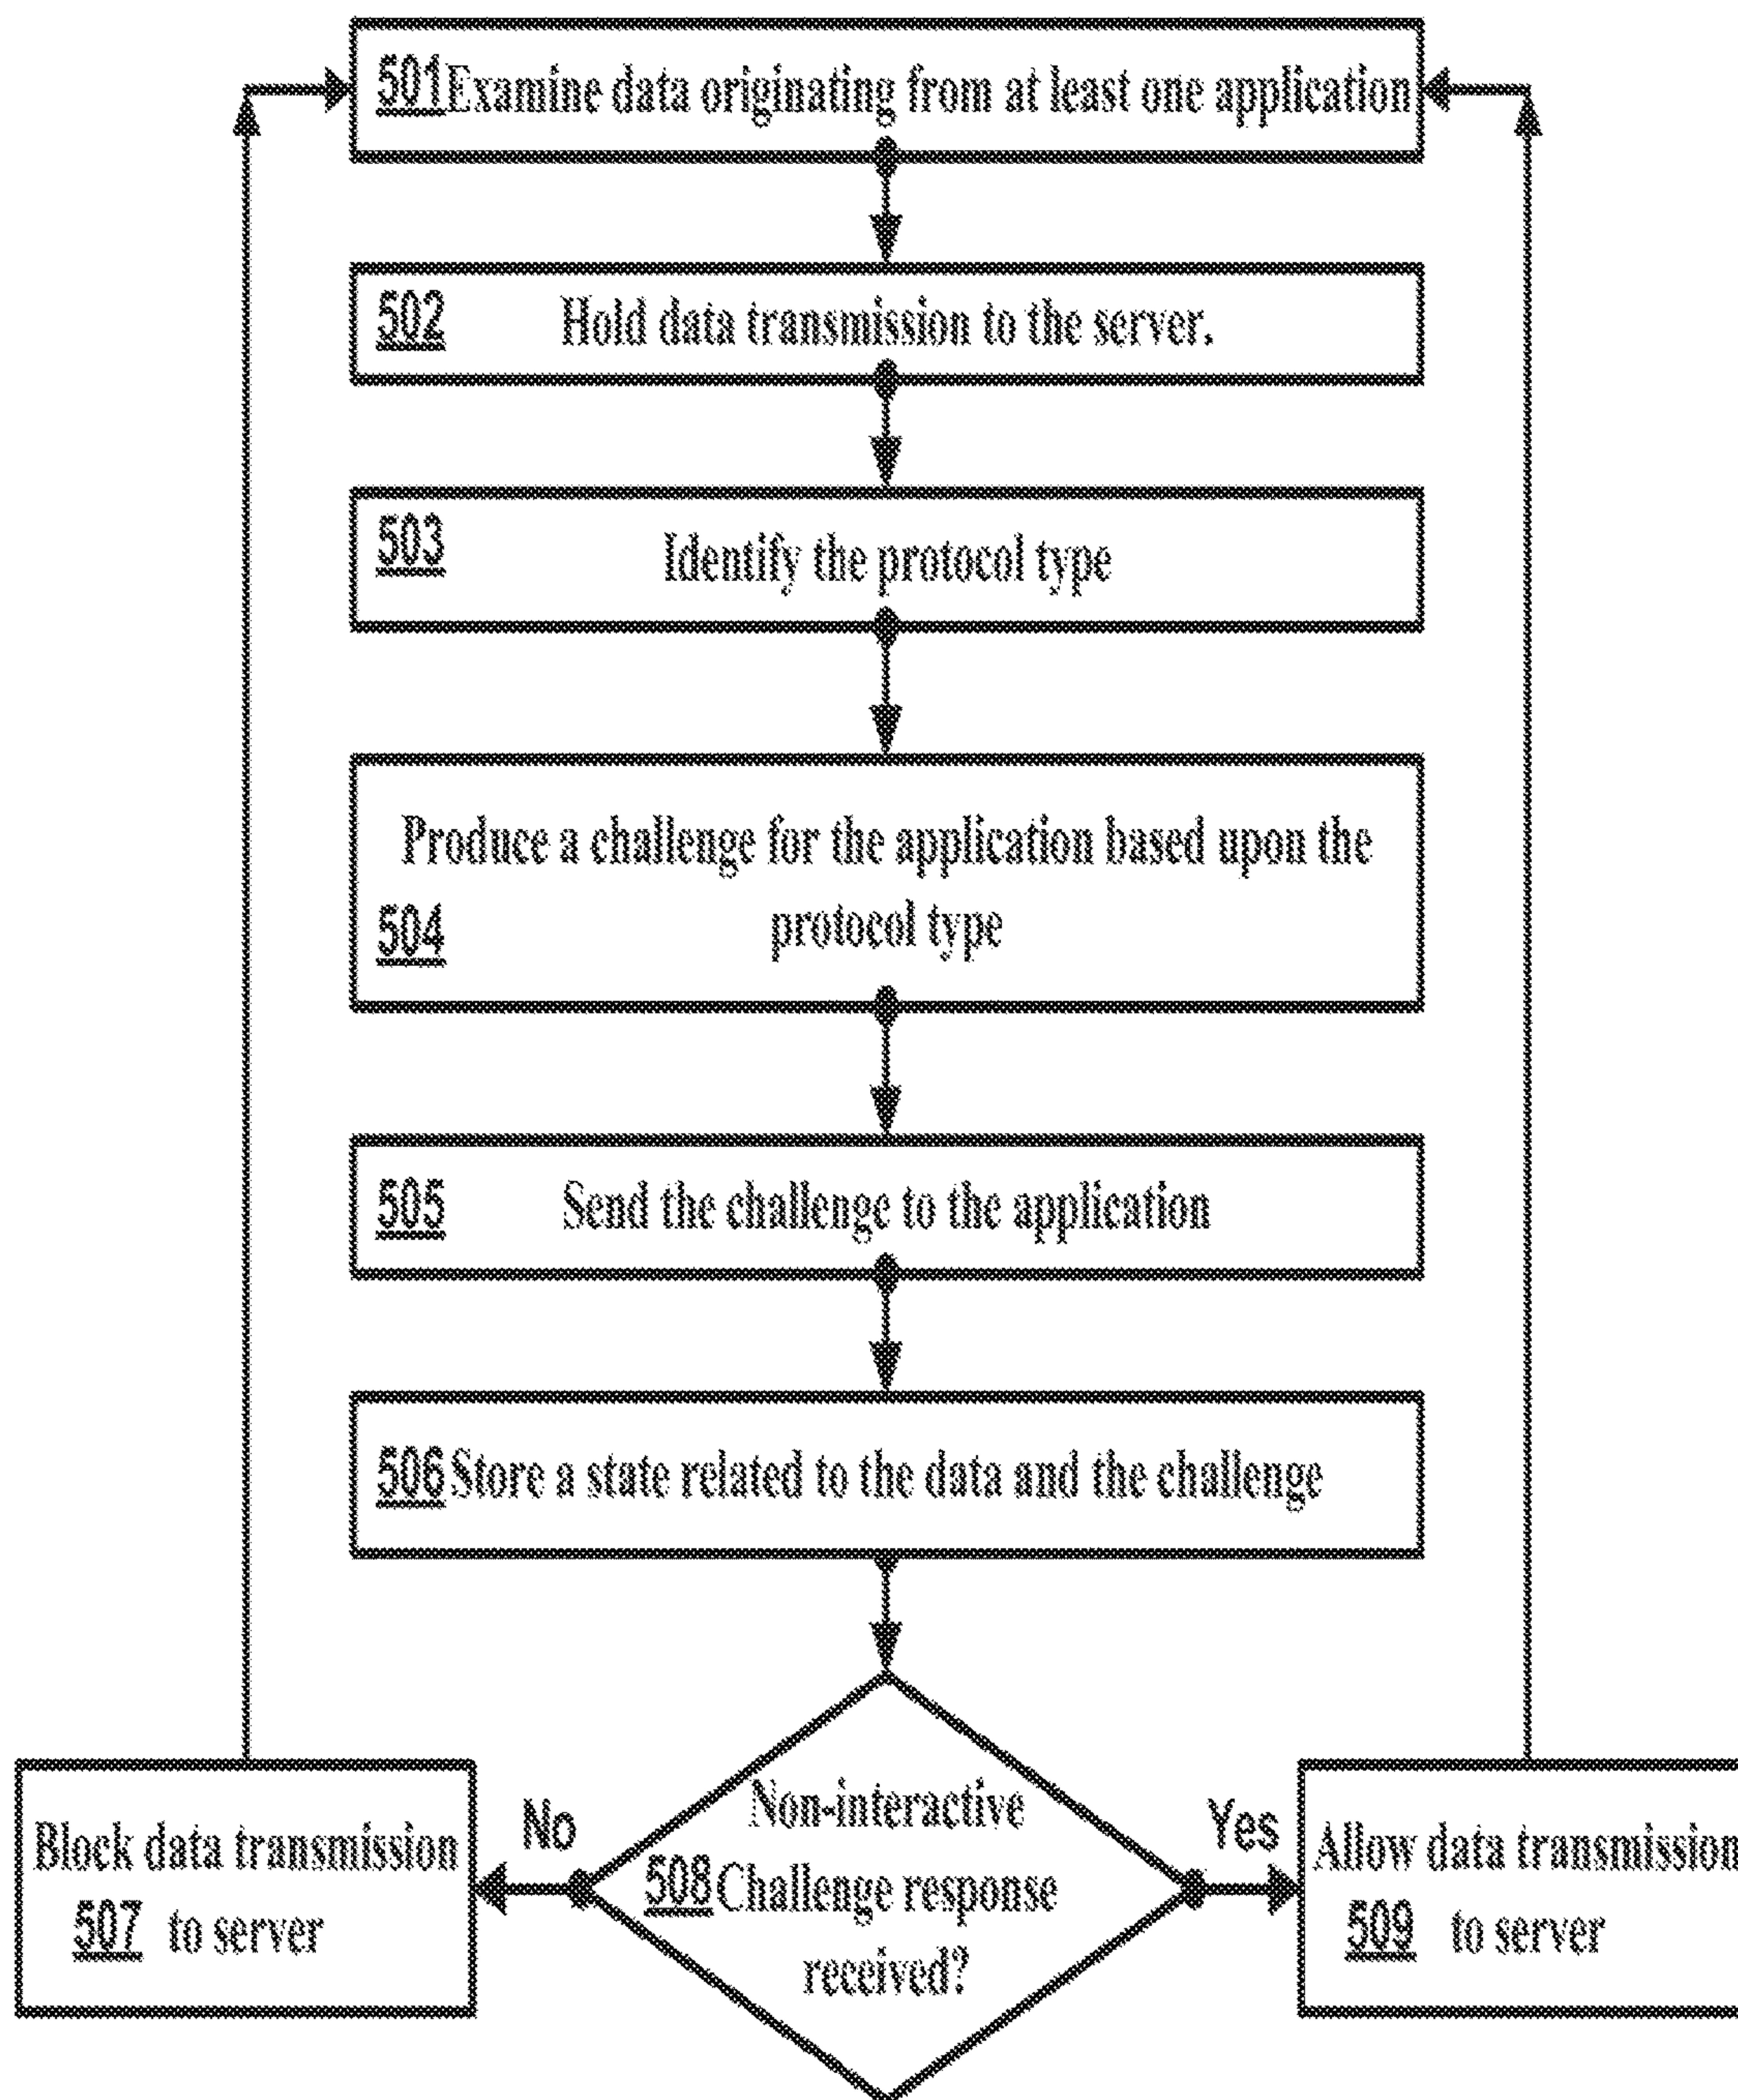 501 Examine data originating from at least one application
502 Hold data transmission to the server.
503 Identify the protocol type
Produce a challenge for the application based upon the
504 protocol type
505 Send the challenge to the application
506 Store a state related to the data and the challenge
No
Yes
Block data transmission
507 to server
Non-interactive
508 Challenge response
received?
Allow data transmission
509 to server